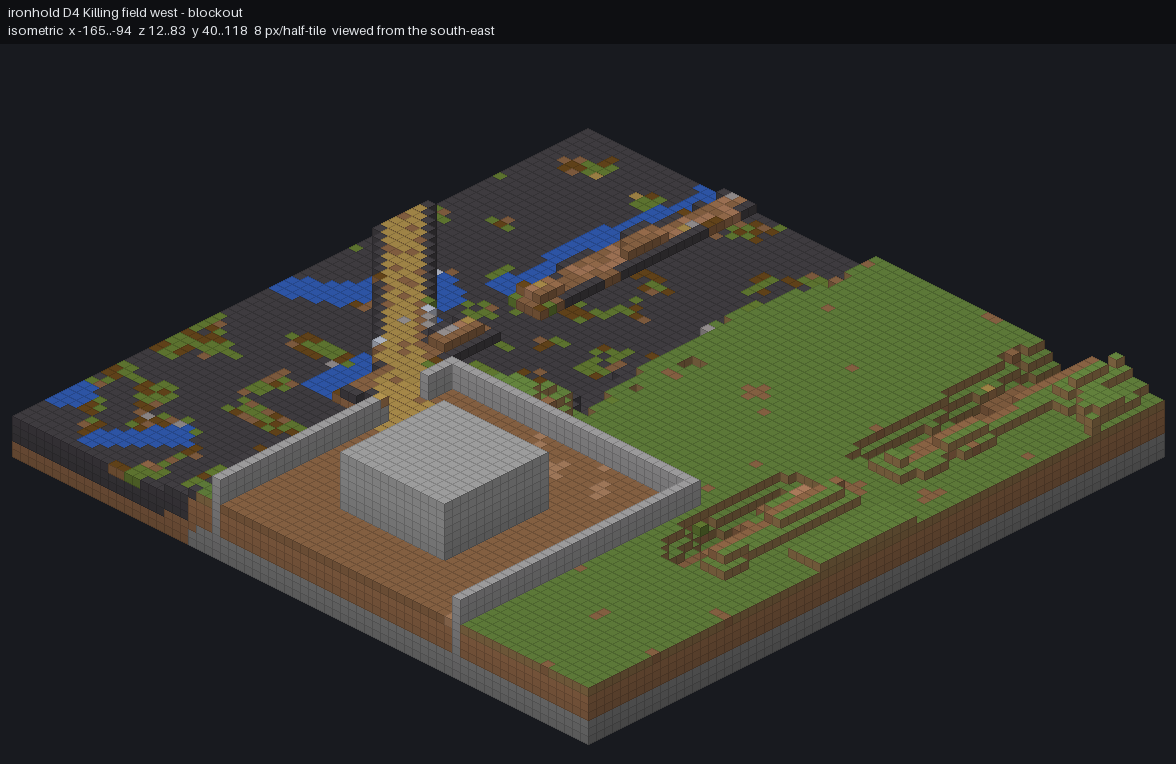 ironhold D4 Killing field west - blockout
isometric x -165..-94 z 12..83 y 40..118 8 px/half-tile viewed from the south-east